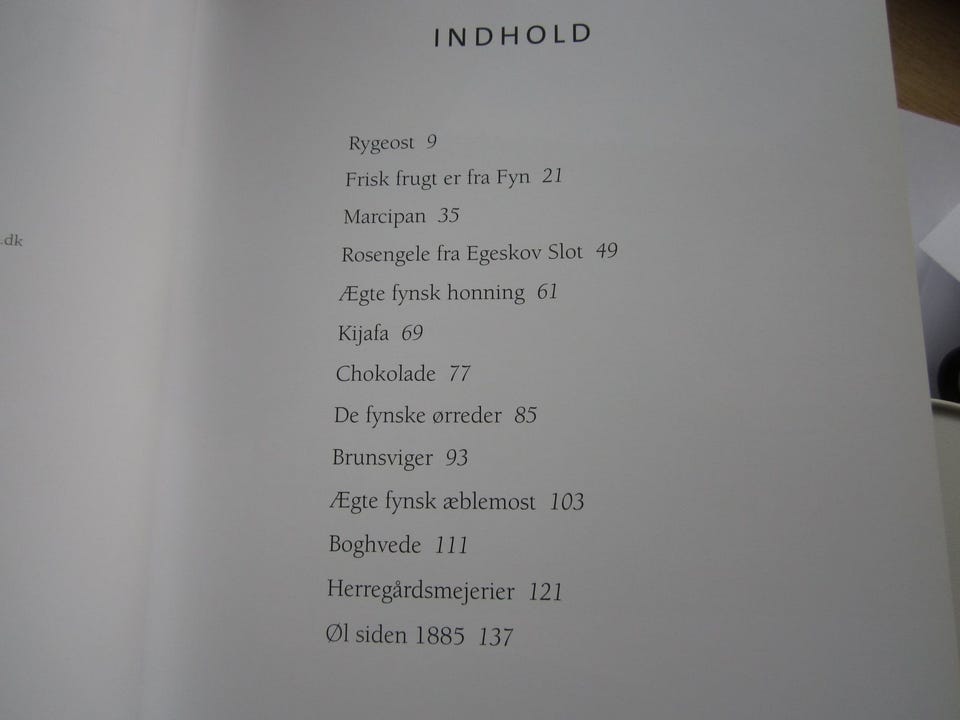 .dk
INDHOLD
Rygeost 9
Frisk frugt er fra Fyn 21
Marcipan 35
Rosengele fra Egeskov Slot 49
Ægte fynsk honning 61
Kijafa 69
Chokolade 77
De fynske ørreder 85
Brunsviger 93
Ægte fynsk æblemost 103
Boghvede 111
Herregårdsmejerier 121
Øl siden 1885 137